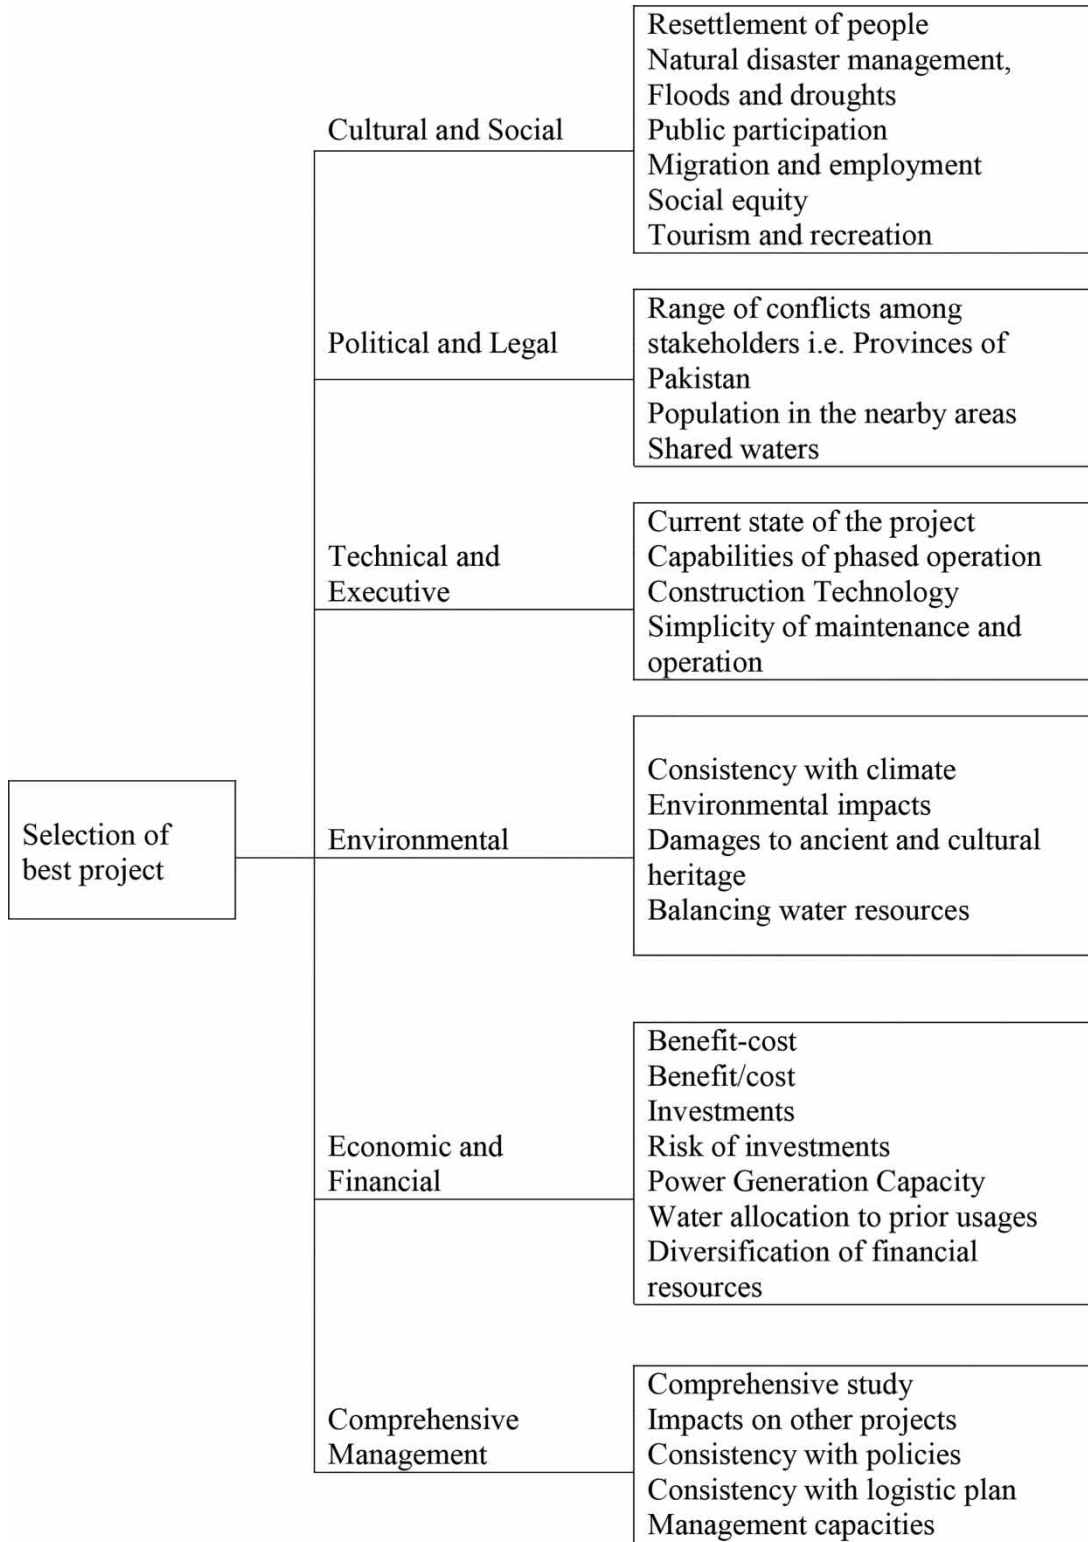 Selection of
best project
Cultural and Social
Resettlement of people
Natural disaster management,
Floods and droughts
Public participation
Migration and employment
Social equity
Tourism and recreation
Political and Legal
Range of conflicts among
stakeholders i.e. Provinces of
Pakistan
Population in the nearby areas
Shared waters
Technical and
Executive
Current state of the project
Capabilities of phased operation
Construction Technology
Simplicity of maintenance and
operation
Environmental
Consistency with climate
Environmental impacts
Damages to ancient and cultural
heritage
Balancing water resources
Economic and
Financial
Benefit-cost
Benefit/cost
Investments
Risk of investments
Power Generation Capacity
Water allocation to prior usages
Diversification of financial
resources
Comprehensive
Management
Comprehensive study
Impacts on other projects
Consistency with policies
Consistency with logistic plan
Management capacities